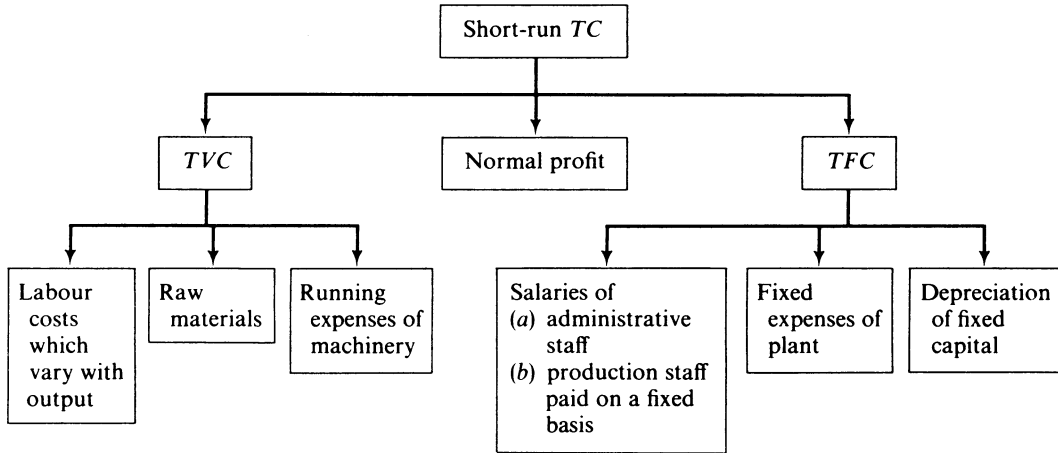 Short-run TC
TVC
Normal profit
TFC
Labour
costs
which
vary with
output
Raw
materials
Running
expenses of
machinery
Salaries of
(a) administrative
staff
(b) production staff
paid on a fixed
basis
Fixed
expenses of
plant
Depreciation
of fixed
capital